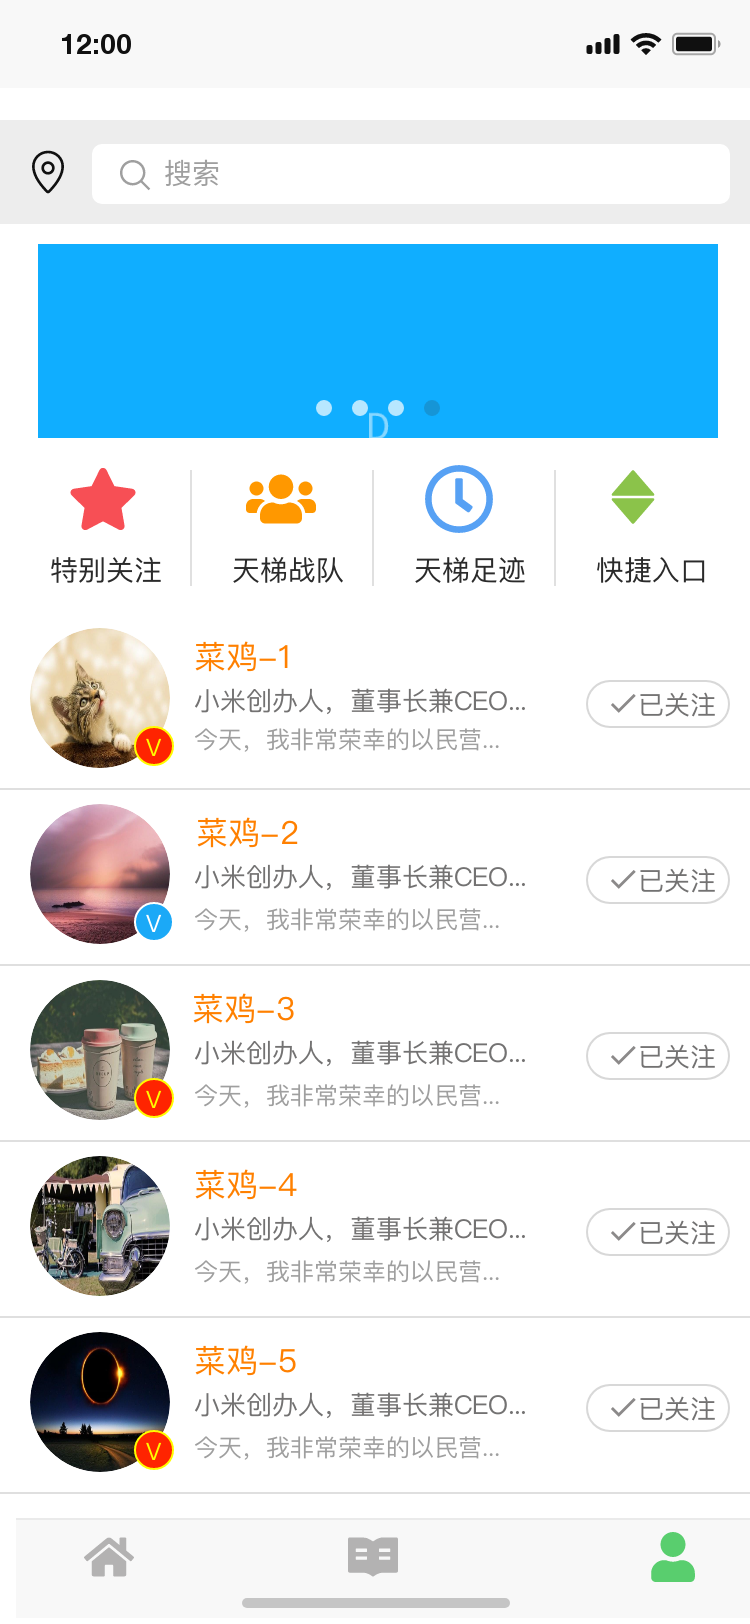 12:00
搜索
D
特别关注 天梯战队 天梯足迹 快捷入口
菜鸡-1
小米创办人，董事长兼CEO...
今天，我非常荣幸的以民营...
V
已关注
菜鸡-2
小米创办人，董事长兼CEO...
今天，我非常荣幸的以民营...
V
已关注
菜鸡-3
小米创办人，董事长兼CEO...
今天，我非常荣幸的以民营...
V
已关注
菜鸡-4
小米创办人，董事长兼CEO...
今天，我非常荣幸的以民营...
已关注
菜鸡-5
小米创办人，董事长兼CEO...
今天，我非常荣幸的以民营...
V
已关注